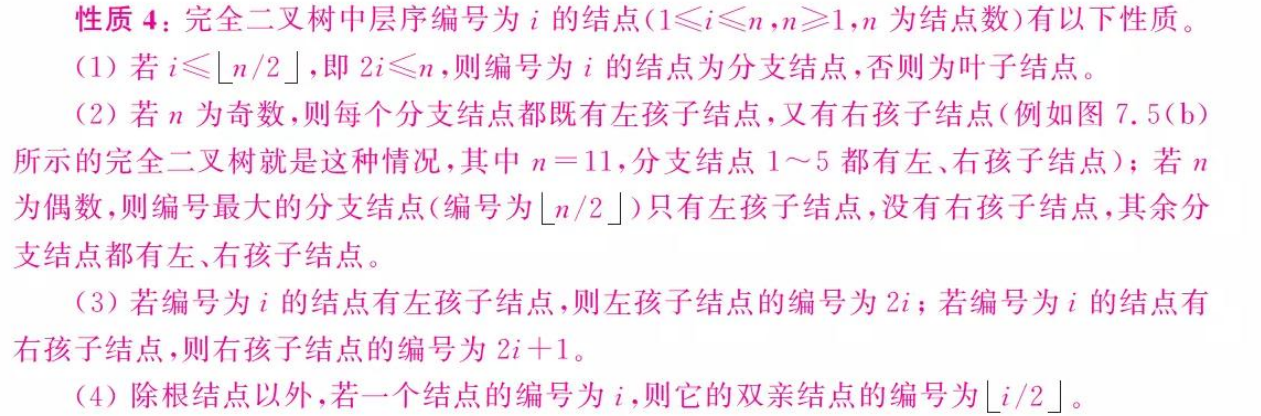 性质 4：完全二叉树中层序编号为 i 的结点(1≤i≤n,n≥1,n 为结点数)有以下性质。
(1) 若 i≤⌊n/2⌋,即 2i≤n,则编号为 i 的结点为分支结点,否则为叶子结点。
(2) 若 n 为奇数,则每个分支结点都既有左孩子结点,又有右孩子结点(例如图 7.5(b)
所示的完全二叉树就是这种情况,其中 n=11,分支结点 1～5 都有左、右孩子结点)；若 n
为偶数,则编号最大的分支结点(编号为⌊n/2⌋)只有左孩子结点,没有右孩子结点,其余分
支结点都有左、右孩子结点。
(3) 若编号为 i 的结点有左孩子结点,则左孩子结点的编号为 2i；若编号为 i 的结点有
右孩子结点,则右孩子结点的编号为 2i+1。
(4) 除根结点以外,若一个结点的编号为 i,则它的双亲结点的编号为⌊i/2⌋。